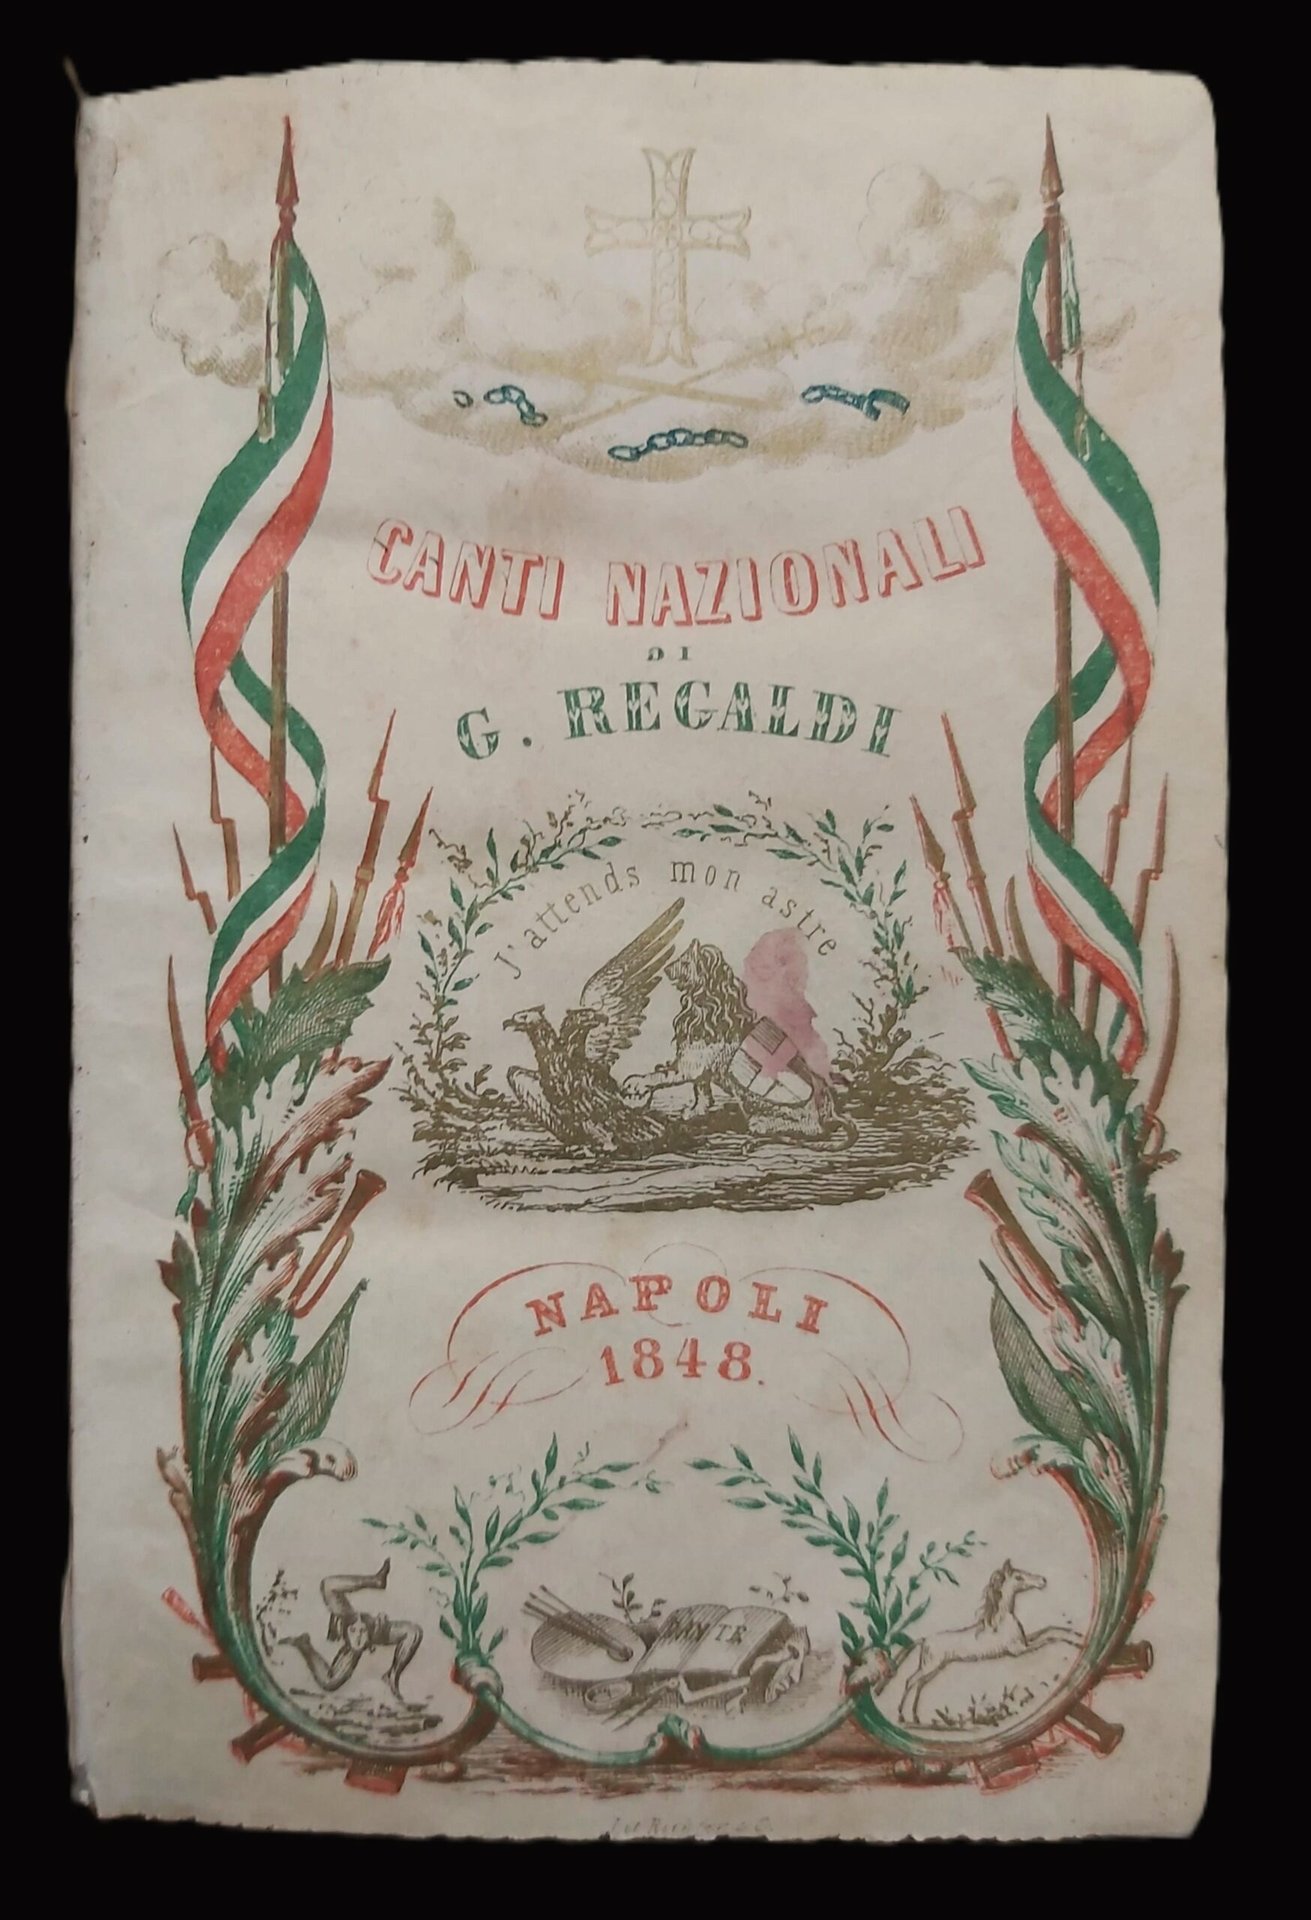 CANTI NAZIONALI
DI
G. REGALDI
J'attends mon astre
NAPOLI
1848.
DANTE